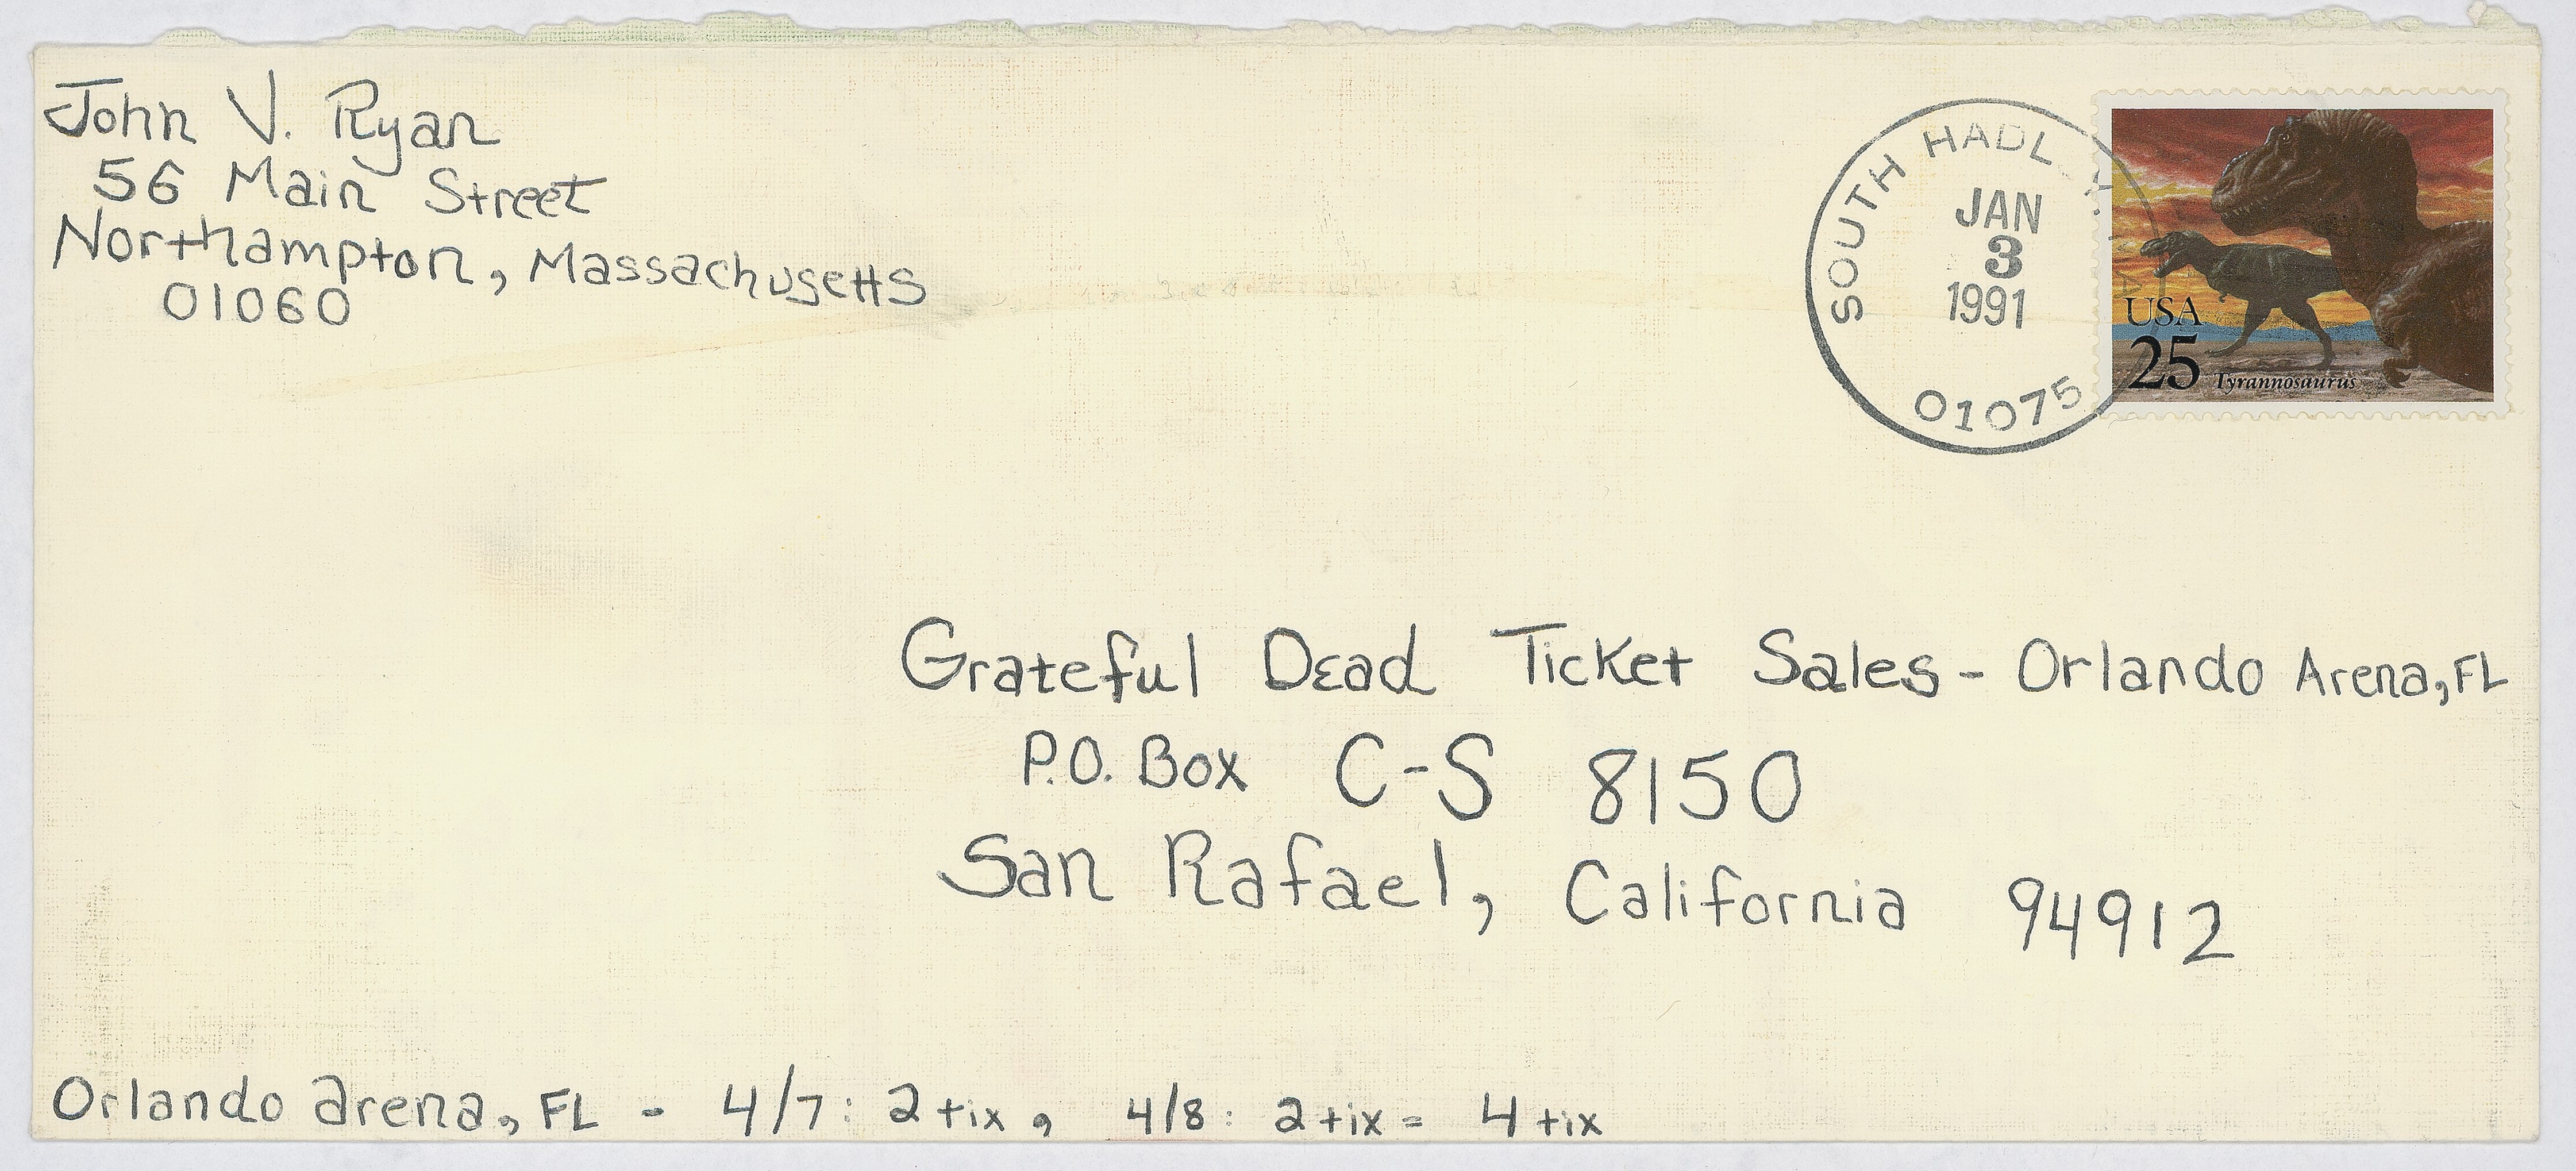 John V. Ryan
56 Main Street
Northampton, Massachusetts
01060
SOUTH HADL
JAN
3
1991
01075
USA
25 Tyrannosaurus
Grateful Dead Ticket Sales - Orlando Arena, FL
P.O. Box C-S 8150
San Rafael, California 94912
Orlando Arena, FL - 4/7: 2 tix, 4/8: 2 tix = 4 tix